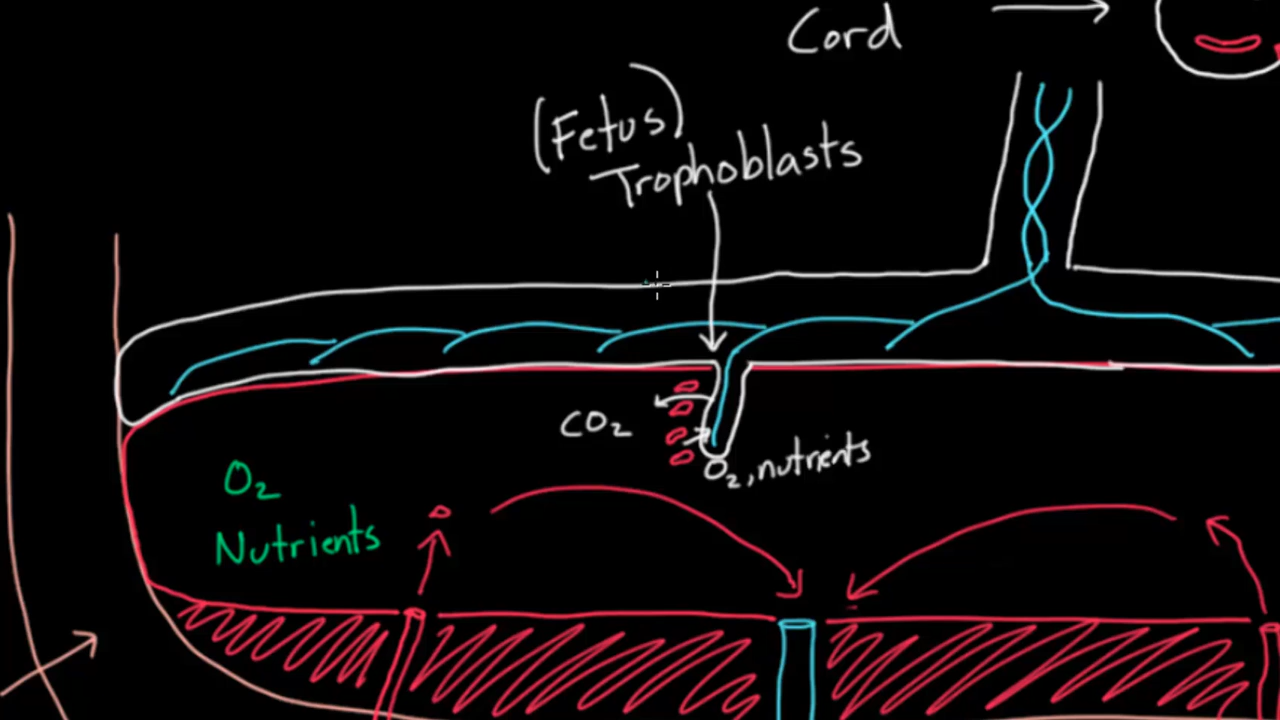 Cord
(Fetus)
Trophoblasts
CO2
O2, nutrients
O2
Nutrients